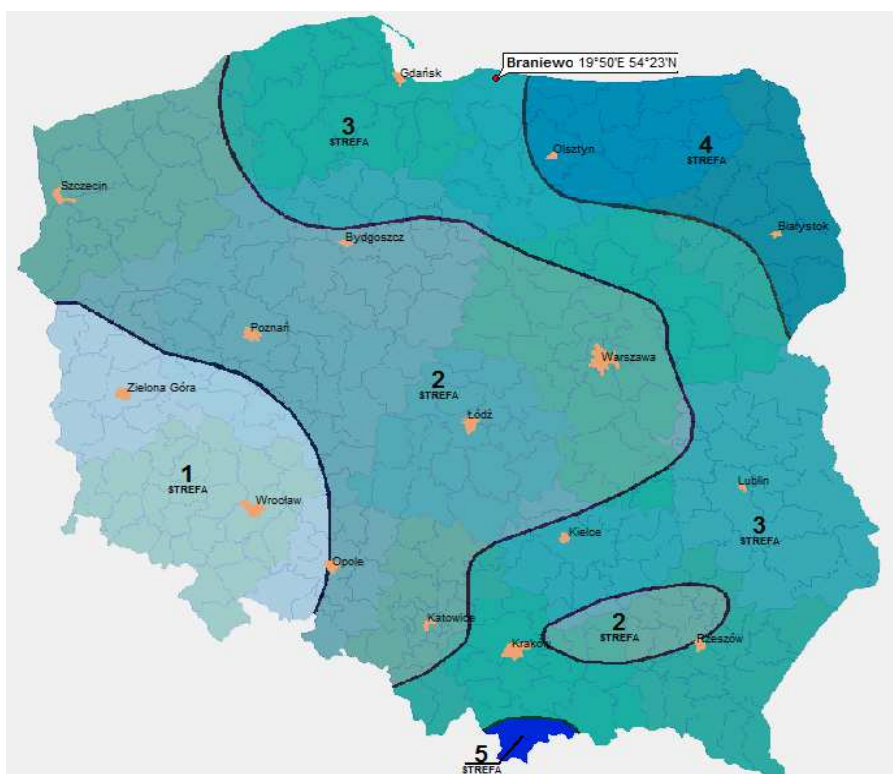 Braniewo 19°50'E 54°23'N
Gdańsk
3
STREFA
4
STREFA
Olsztyn
Szczecin
Białystok
Bydgoszcz
Poznań
Warszawa
2
STREFA
Zielona Góra
Łódź
1
STREFA
Wrocław
Lublin
3
STREFA
Kielce
Opole
2
STREFA
Katowice
Kraków
Rzeszów
5
STREFA